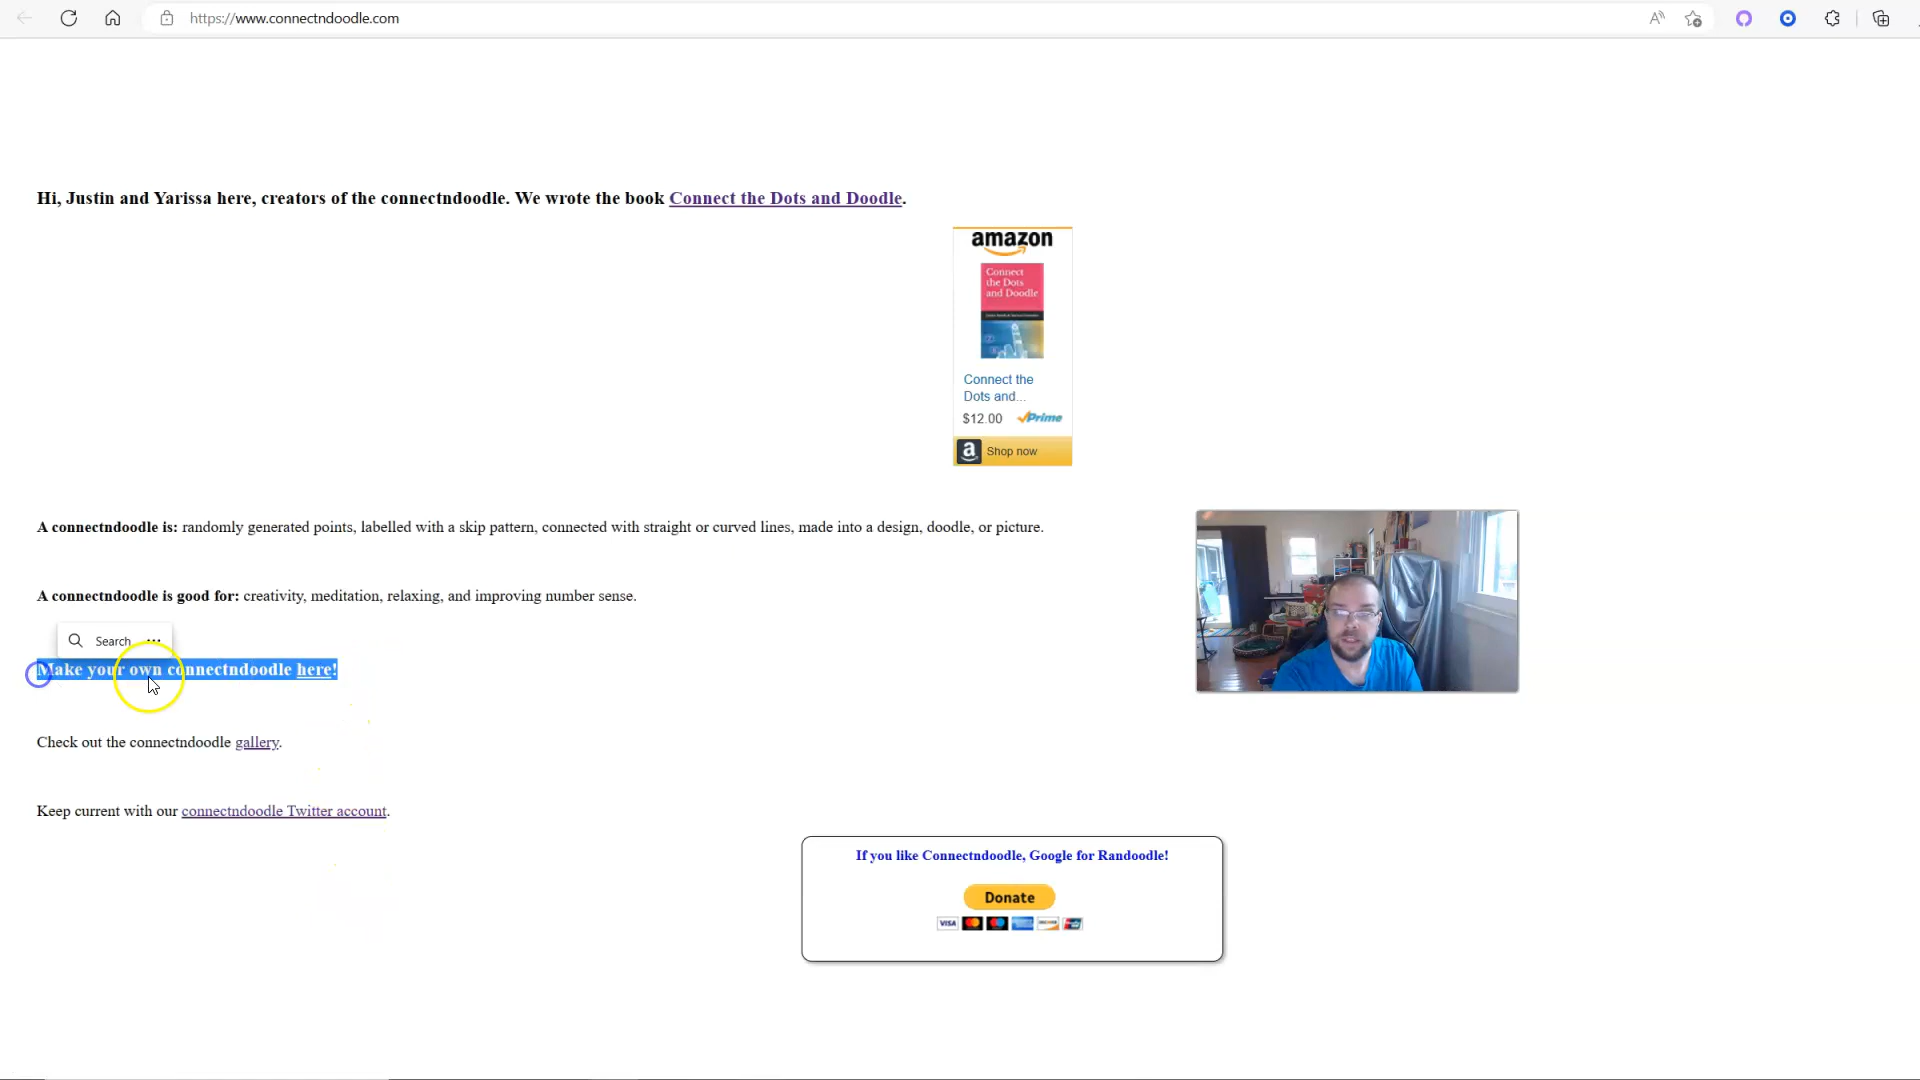 https://www.connectndoodle.com
Hi, Justin and Yarissa here, creators of the connectndoodle. We wrote the book Connect the Dots and Doodle.
amazon
Connect
the Dots
and Doodle
Connect the
Dots and...
$12.00 Prime
a Shop now
A connectndoodle is: randomly generated points, labelled with a skip pattern, connected with straight or curved lines, made into a design, doodle, or picture.
A connectndoodle is good for: creativity, meditation, relaxing, and improving number sense.
Search ...
Make your own connectndoodle here!
Check out the connectndoodle gallery.
Keep current with our connectndoodle Twitter account.
If you like Connectndoodle, Google for Randoodle!
Donate
VISA